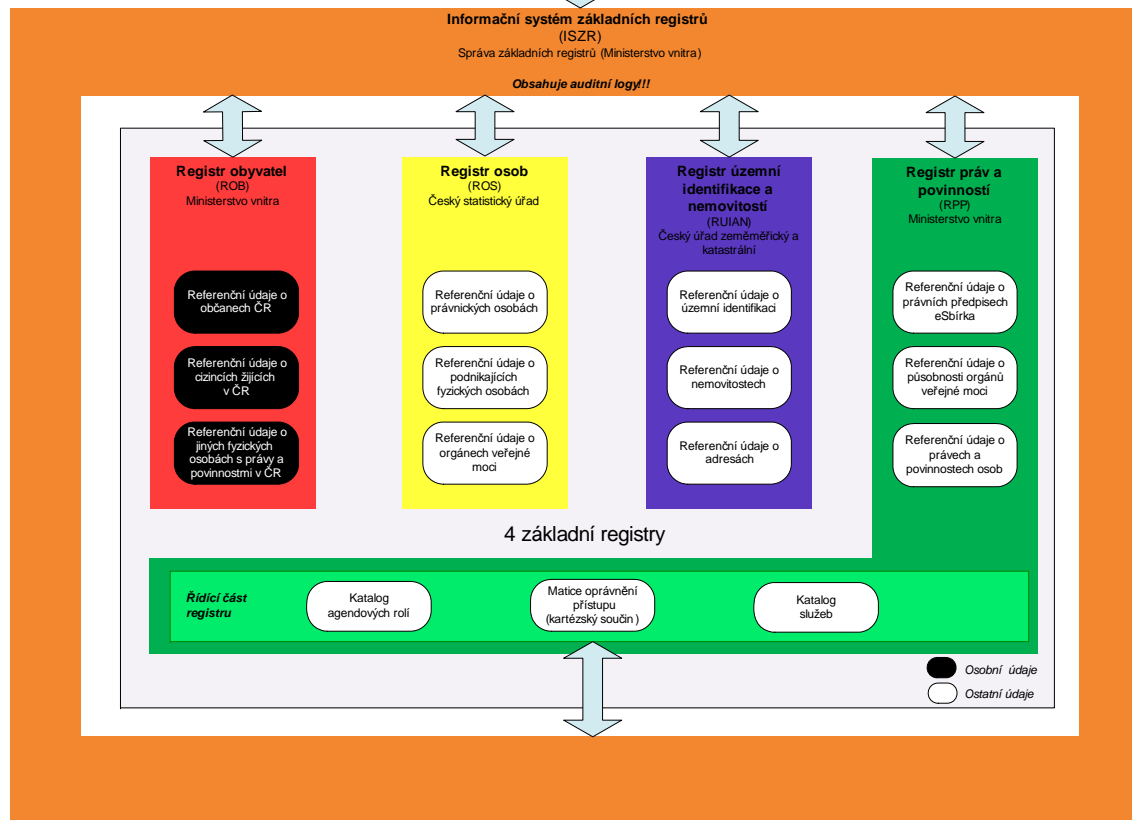 Informační systém základních registrů
(ISZR)
Správa základních registrů (Ministerstvo vnitra)
Obsahuje auditní logy!!!
Registr obyvatel
(ROB)
Ministerstvo vnitra
Referenční údaje o
občanech ČR
Referenční údaje o
cizincích žijících
v ČR
Referenční údaje o
jiných fyzických
osobách s právy a
povinnostmi v ČR
Registr osob
(ROS)
Český statistický úřad
Referenční údaje o
právnických osobách
Referenční údaje o
podnikajících
fyzických osobách
Referenční údaje o
orgánech veřejné
moci
Registr územní
identifikace a
nemovitostí
(RUIAN)
Český úřad zeměměřický a
katastrální
Referenční údaje o
územní identifikaci
Referenční údaje o
nemovitostech
Referenční údaje o
adresách
Registr práv a
povinností
(RPP)
Ministerstvo vnitra
Referenční údaje o
právních předpisech
eSbírka
Referenční údaje o
působnosti orgánů
veřejné moci
Referenční údaje o
právech a
povinnostech osob
4 základní registry
Řídící část
registru
Katalog
agendových rolí
Matice oprávnění
přístupu
(kartézský součin)
Katalog
služeb
Osobní údaje
Ostatní údaje